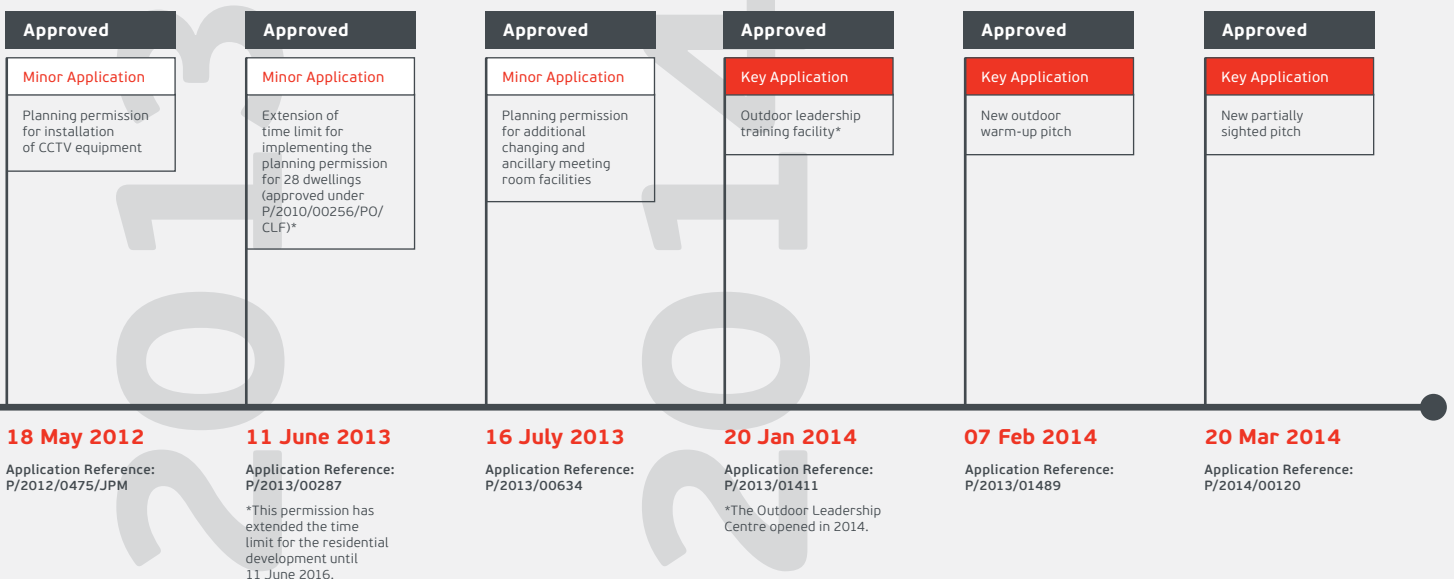 Approved
Minor Application
Planning permission
for installation
of CCTV equipment
18 May 2012
Application Reference:
P/2012/0475/JPM
Approved
Minor Application
Extension of
time limit for
implementing the
planning permission
for 28 dwellings
(approved under
P/2010/00256/PO/
CLF)*
11 June 2013
Application Reference:
P/2013/00287
*This permission has
extended the time
limit for the residential
development until
11 June 2016.
Approved
Minor Application
Planning permission
for additional
changing and
ancillary meeting
room facilities
16 July 2013
Application Reference:
P/2013/00634
Approved
Key Application
Outdoor leadership
training facility*
20 Jan 2014
Application Reference:
P/2013/01411
*The Outdoor Leadership
Centre opened in 2014.
Approved
Key Application
New outdoor
warm-up pitch
07 Feb 2014
Application Reference:
P/2013/01489
Approved
Key Application
New partially
sighted pitch
20 Mar 2014
Application Reference:
P/2014/00120
2013
2014